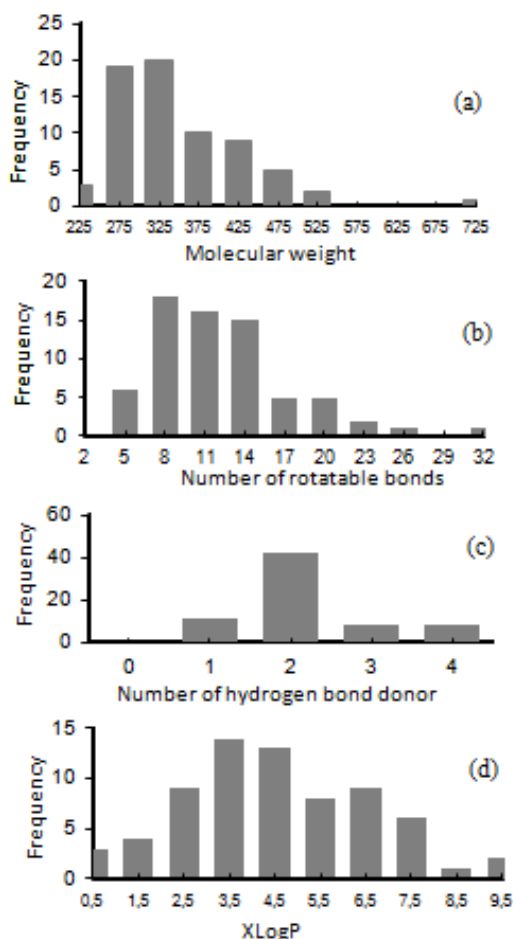 25
20
15
10
5
0
Frequency
(a)
225 275 325 375 425 475 525 575 625 675 725
Molecular weight
20
15
10
5
0
Frequency
(b)
2 5 8 11 14 17 20 23 26 29 32
Number of rotatable bonds
60
40
20
0
Frequency
(c)
0 1 2 3 4
Number of hydrogen bond donor
15
10
5
0
Frequency
(d)
0,5 1,5 2,5 3,5 4,5 5,5 6,5 7,5 8,5 9,5
XLogP